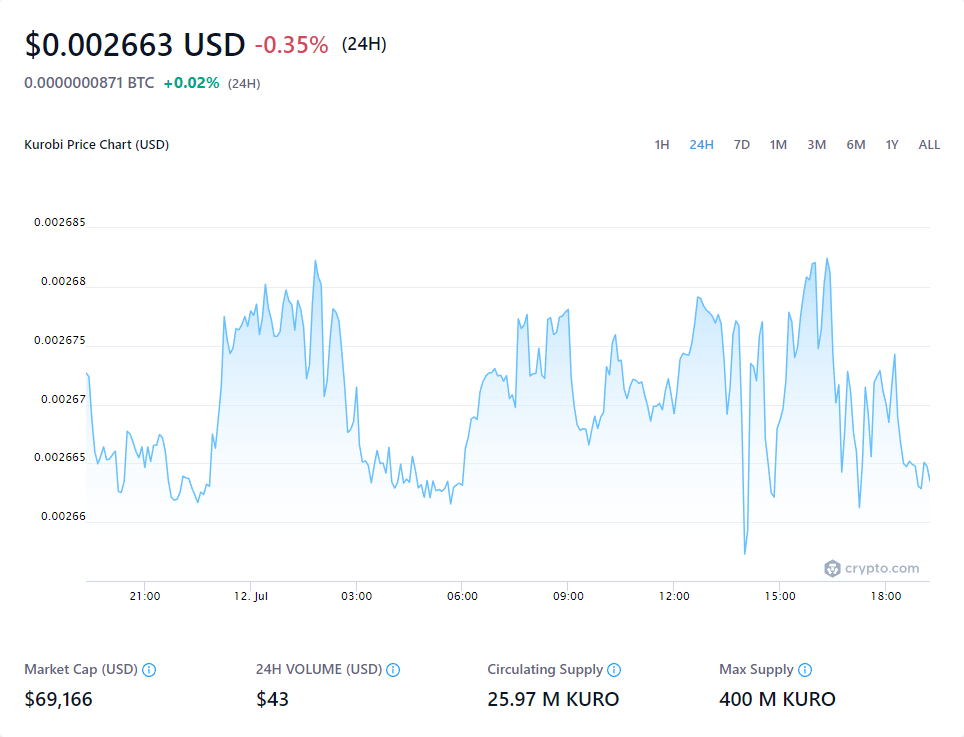 $0.002663 USD -0.35% (24H)
0.0000000871 BTC +0.02% (24H)
Kurobi Price Chart (USD) 1H 24H 7D 1M 3M 6M 1Y ALL
0.002685
0.00268
0.002675
0.00267
0.002665
0.00266
crypto.com
21:00 12. Jul 03:00 06:00 09:00 12:00 15:00 18:00
Market Cap (USD) 24H VOLUME (USD) Circulating Supply Max Supply
$69,166 $43 25.97 M KURO 400 M KURO